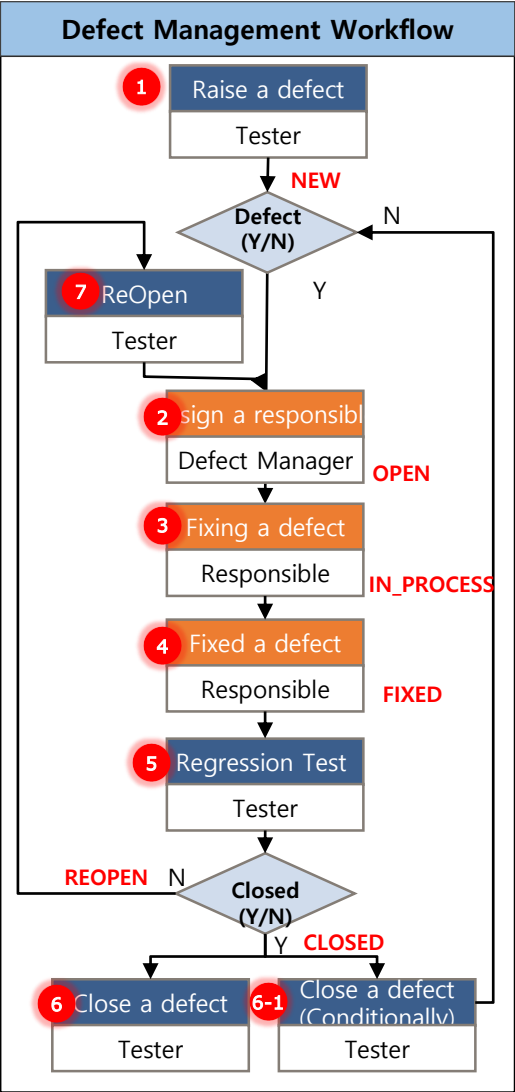 Defect Management Workflow
1
Raise a defect
Tester
NEW
Defect
(Y/N)
N
Y
7
ReOpen
Tester
2
sign a responsibl
Defect Manager
OPEN
3
Fixing a defect
Responsible
IN_PROCESS
4
Fixed a defect
Responsible
FIXED
5
Regression Test
Tester
REOPEN
N
Closed
(Y/N)
Y
CLOSED
6
Close a defect
Tester
6-1
Close a defect
(Conditionally)
Tester